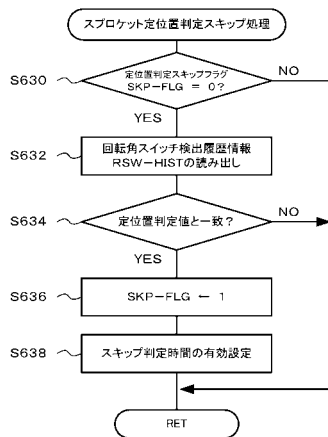 スプロケット定位置判定スキップ処理
S630
定位置判定スキップフラグ
SKP-FLG = 0?
NO
YES
S632
回転角スイッチ検出履歴情報
RSW-HISTの読み出し
S634
定位置判定値と一致?
NO
YES
S636
SKP-FLG ← 1
S638
スキップ判定時間の有効設定
RET